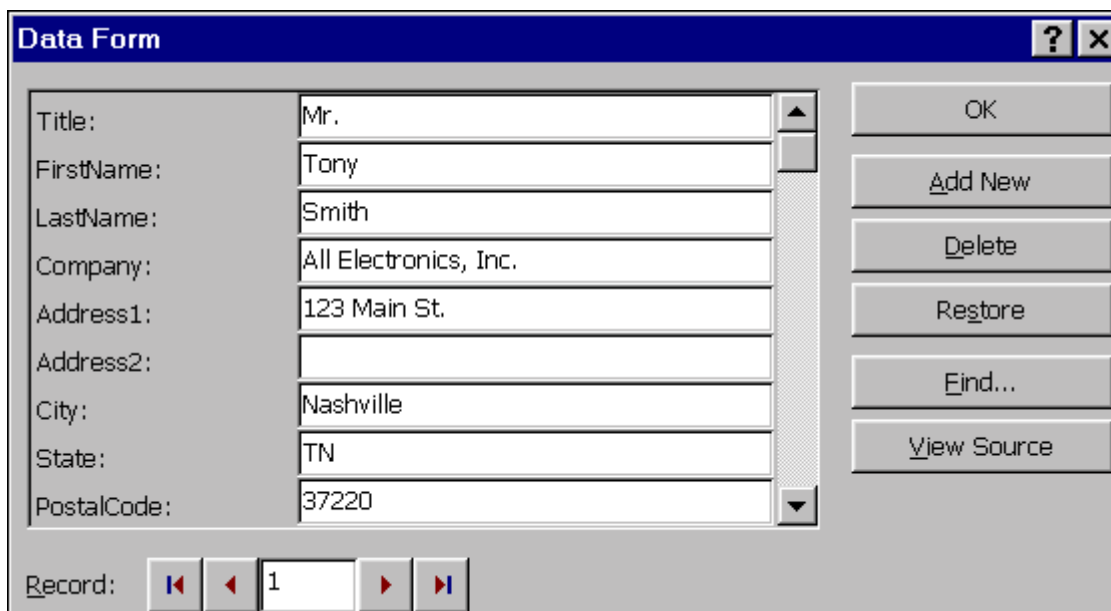 Data Form
Title: Mr.
FirstName: Tony
LastName: Smith
Company: All Electronics, Inc.
Address1: 123 Main St.
Address2:
City: Nashville
State: TN
PostalCode: 37220
OK
Add New
Delete
Restore
Find...
View Source
Record: 1